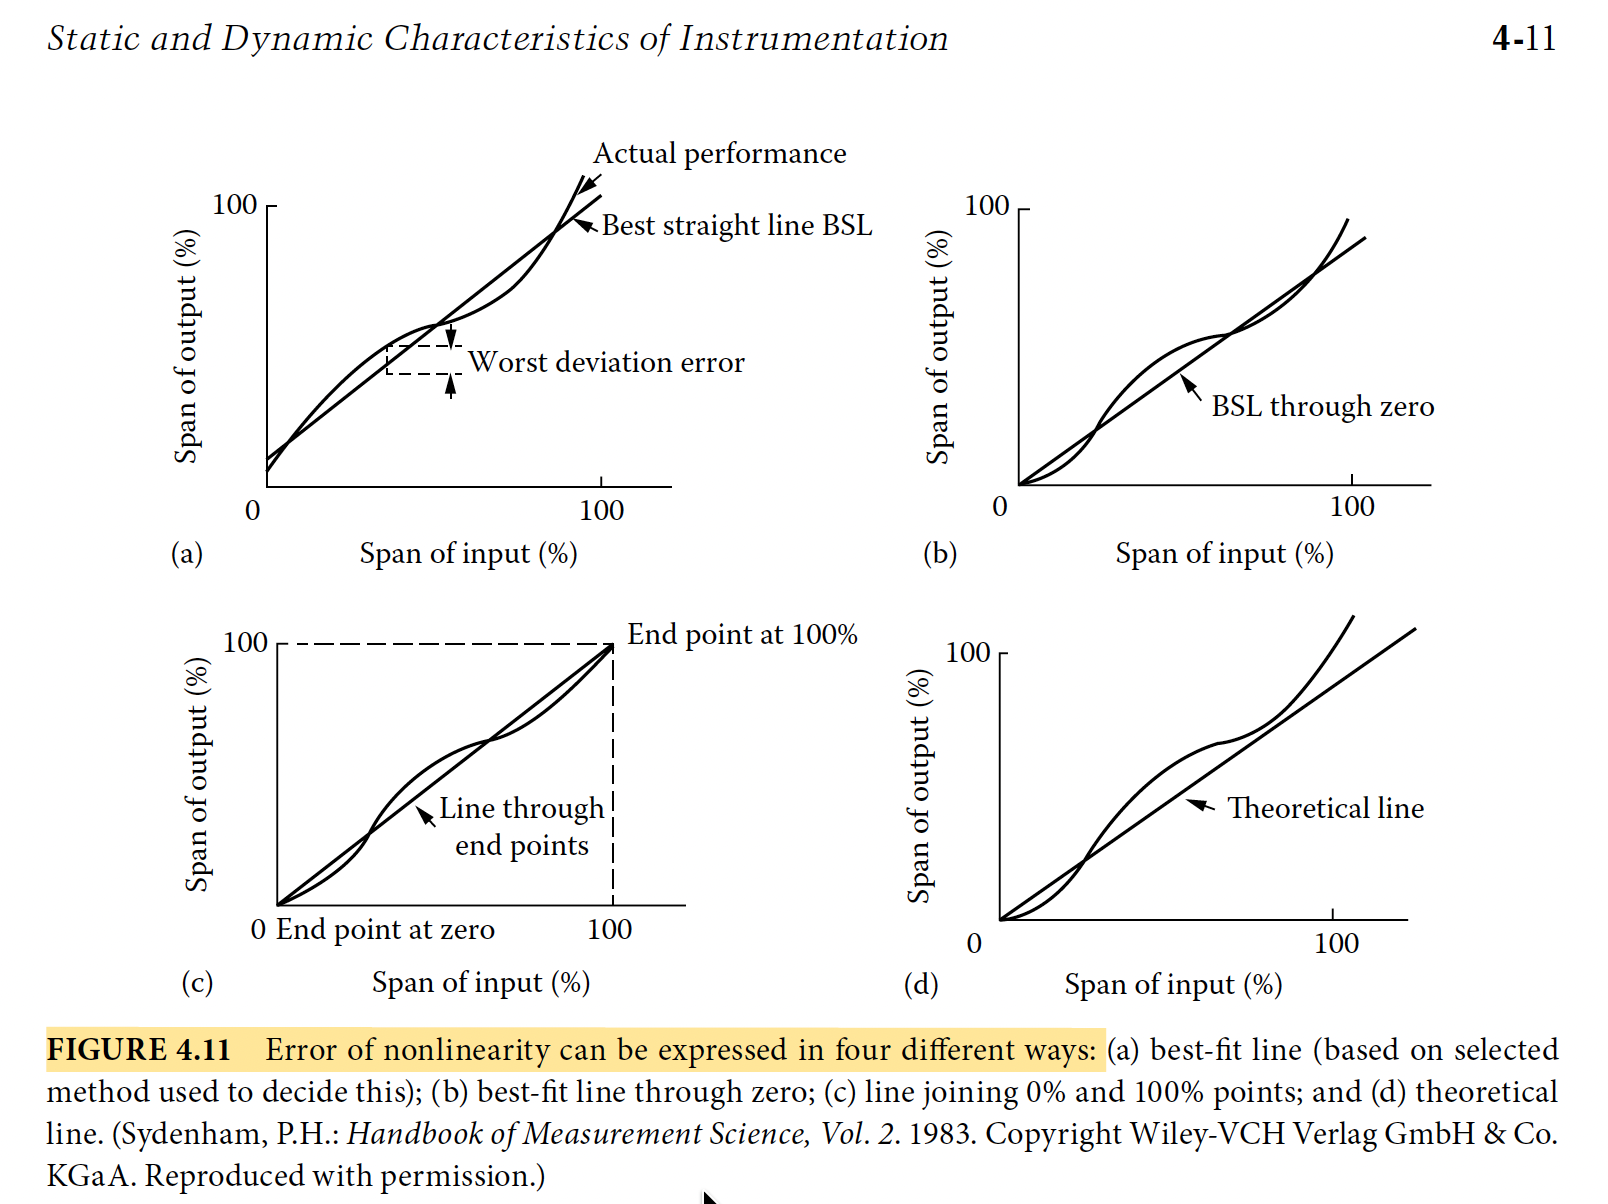 Static and Dynamic Characteristics of Instrumentation 4-11
Actual performance
100
Best straight line BSL
Worst deviation error
Span of output (%)
0
100
(a)
Span of input (%)
100
BSL through zero
Span of output (%)
0
100
(b)
Span of input (%)
100
End point at 100%
Line through
end points
Span of output (%)
0 End point at zero
100
(c)
Span of input (%)
100
Theoretical line
Span of output (%)
0
100
(d)
Span of input (%)
FIGURE 4.11 Error of nonlinearity can be expressed in four different ways: (a) best-fit line (based on selected
method used to decide this); (b) best-fit line through zero; (c) line joining 0% and 100% points; and (d) theoretical
line. (Sydenham, P.H.: Handbook of Measurement Science, Vol. 2. 1983. Copyright Wiley-VCH Verlag GmbH & Co.
KGaA. Reproduced with permission.)